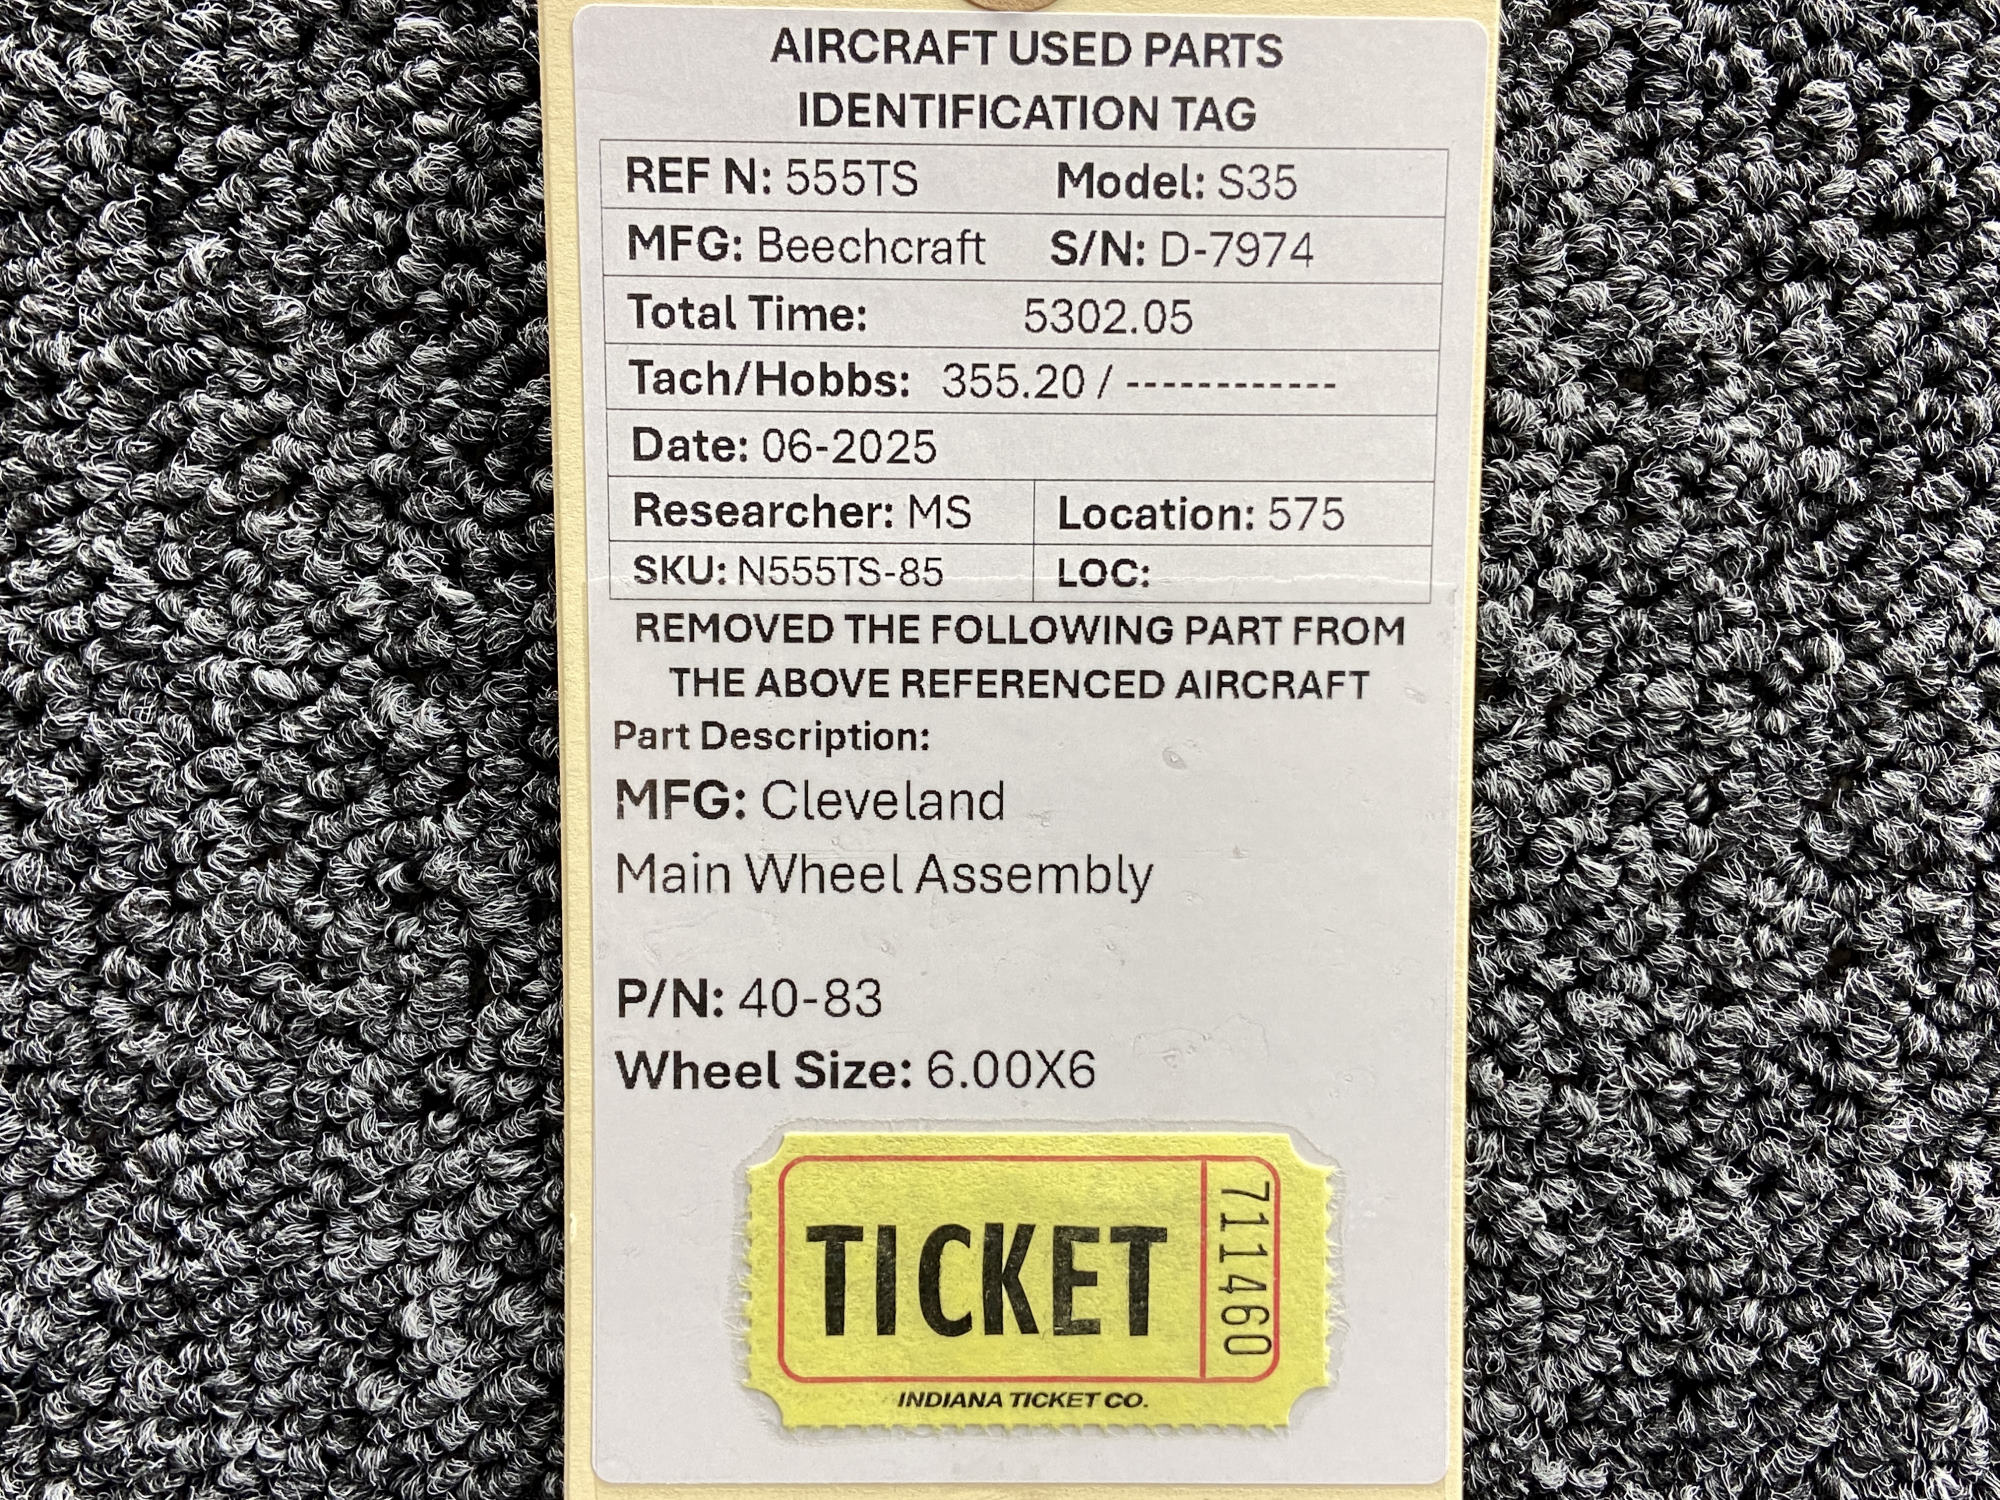 AIRCRAFT USED PARTS
IDENTIFICATION TAG
REF N: 555TS Model: S35
MFG: Beechcraft S/N: D-7974
Total Time: 5302.05
Tach/Hobbs: 355.20 / ------------
Date: 06-2025
Researcher: MS Location: 575
SKU: N555TS-85 LOC:
REMOVED THE FOLLOWING PART FROM
THE ABOVE REFERENCED AIRCRAFT
Part Description:
MFG: Cleveland
Main Wheel Assembly
P/N: 40-83
Wheel Size: 6.00X6
TICKET
711460
INDIANA TICKET CO.